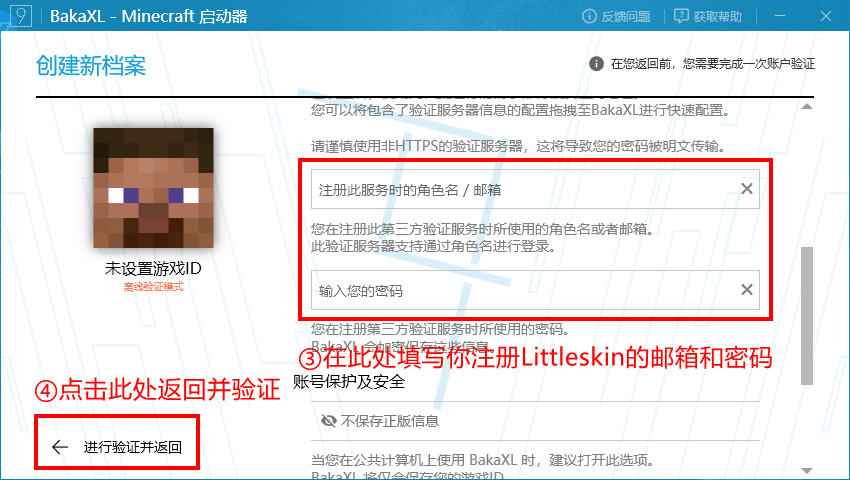 BakaXL - Minecraft 启动器
反馈问题
获取帮助
创建新档案
在您返回前，您需要完成一次账户验证
您可以将包含了验证服务器信息的配置拖拽至BakaXL进行快速配置。
请谨慎使用非HTTPS的验证服务器，这将导致您的密码被明文传输。
注册此服务时的角色名 / 邮箱
您在注册此第三方验证服务时所使用的角色名或者邮箱。
此验证服务器支持通过角色名进行登录。
输入您的密码
您在注册第三方验证服务时所使用的密码。
BakaXL 会加密保存这些信息
③在此处填写你注册Littleskin的邮箱和密码
未设置游戏ID
离线验证模式
④点击此处返回并验证
进行验证并返回
账号保护及安全
不保存正版信息
当您在公共计算机上使用 BakaXL 时，建议打开此选项。
BakaXL 将仅会保存您的游戏ID